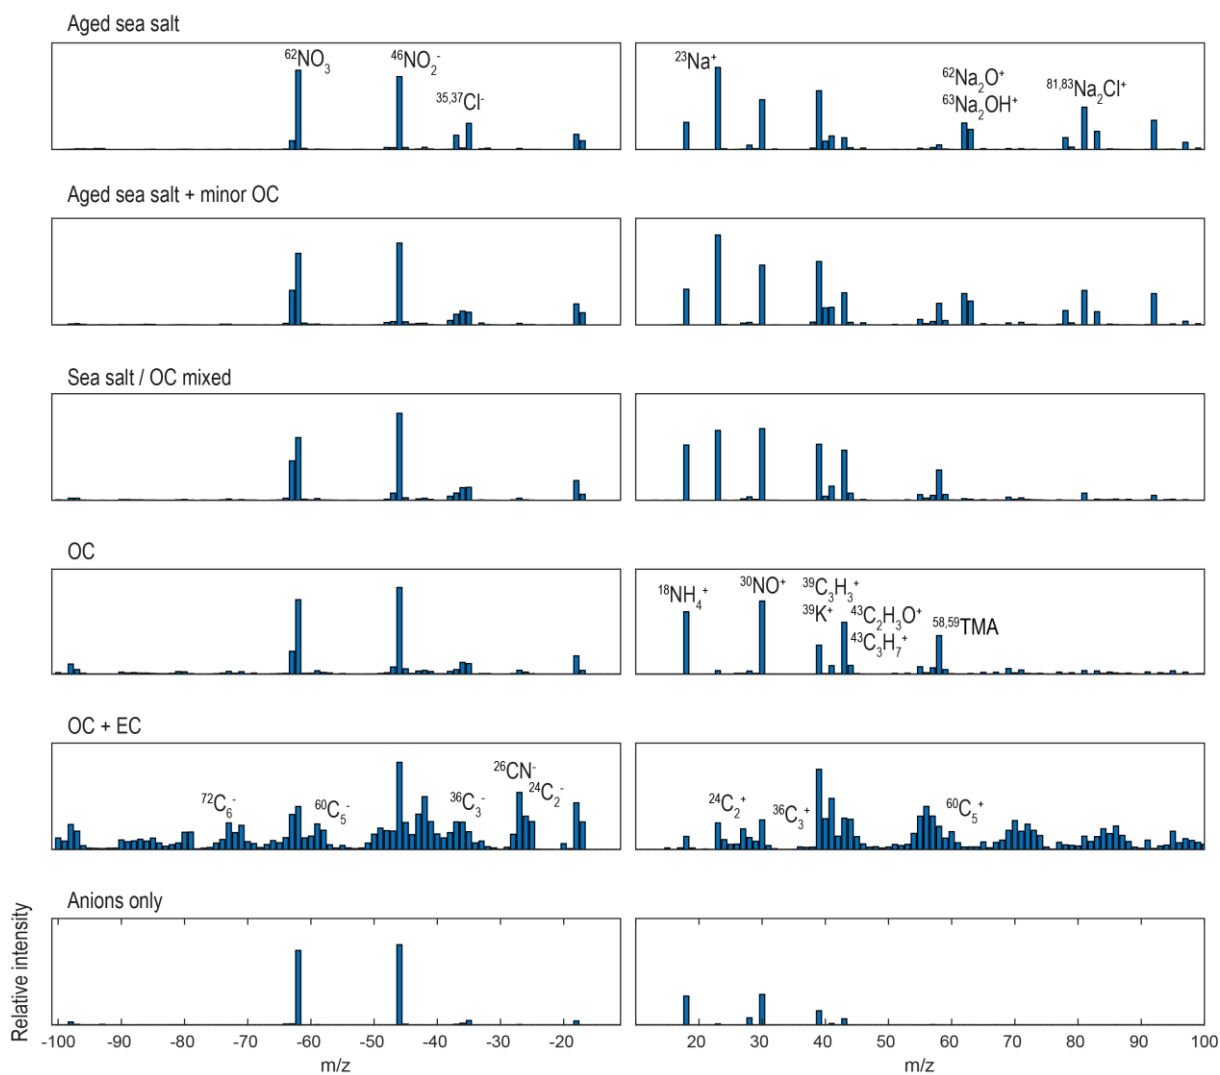 Aged sea salt
⁶²NO₃
⁴⁶NO₂⁻
³⁵,³⁷Cl⁻
²³Na⁺
⁶²Na₂O⁺
⁶³Na₂OH⁺
⁸¹,⁸³Na₂Cl⁺
Aged sea salt + minor OC
Sea salt / OC mixed
OC
¹⁸NH₄⁺
³⁰NO⁺
³⁹C₃H₃⁺
³⁹K⁺
⁴³C₂H₃O⁺
⁴³C₃H₇⁺
⁵⁸,⁵⁹TMA
OC + EC
⁷²C₆⁻
⁶⁰C₅⁻
³⁶C₃⁻
²⁶CN⁻
²⁴C₂⁻
²⁴C₂⁺
³⁶C₃⁺
⁶⁰C₅⁺
Anions only
Relative intensity
-100 -90 -80 -70 -60 -50 -40 -30 -20
20 30 40 50 60 70 80 90 100
m/z
m/z